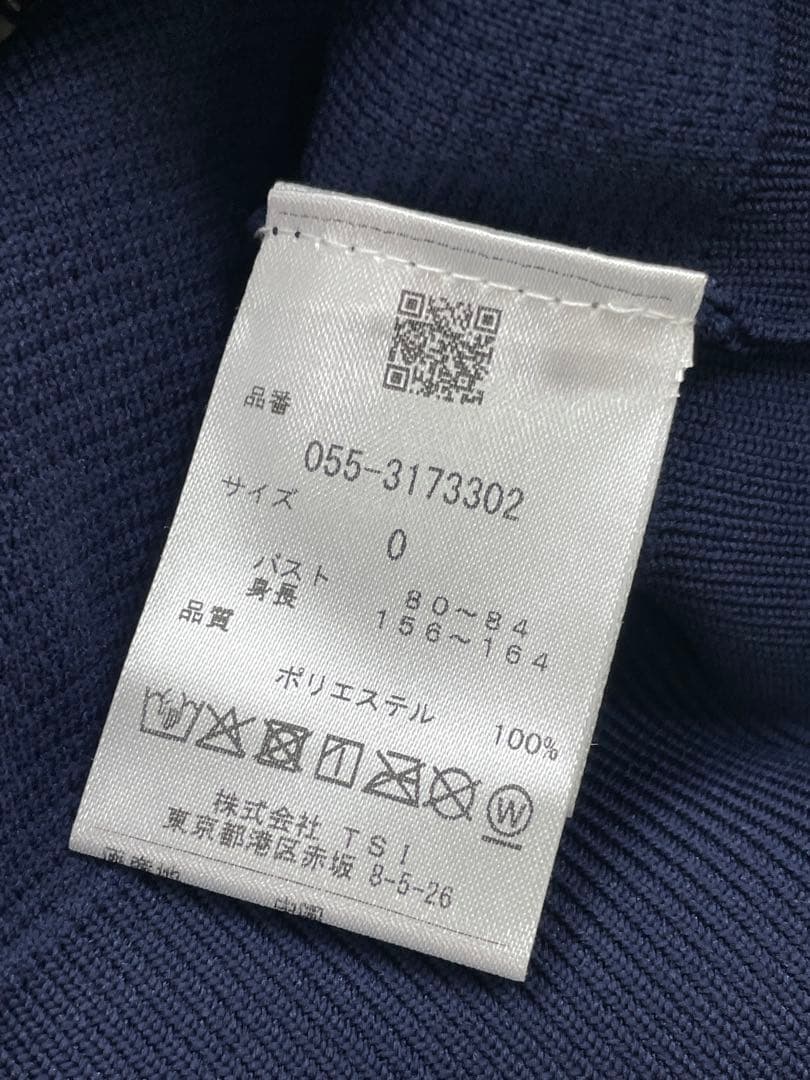 品番
055-3173302
サイズ
0
バスト 80〜84
身長 156〜164
品質
ポリエステル 100%
W
株式会社 TSI
東京都港区赤坂 8-5-26